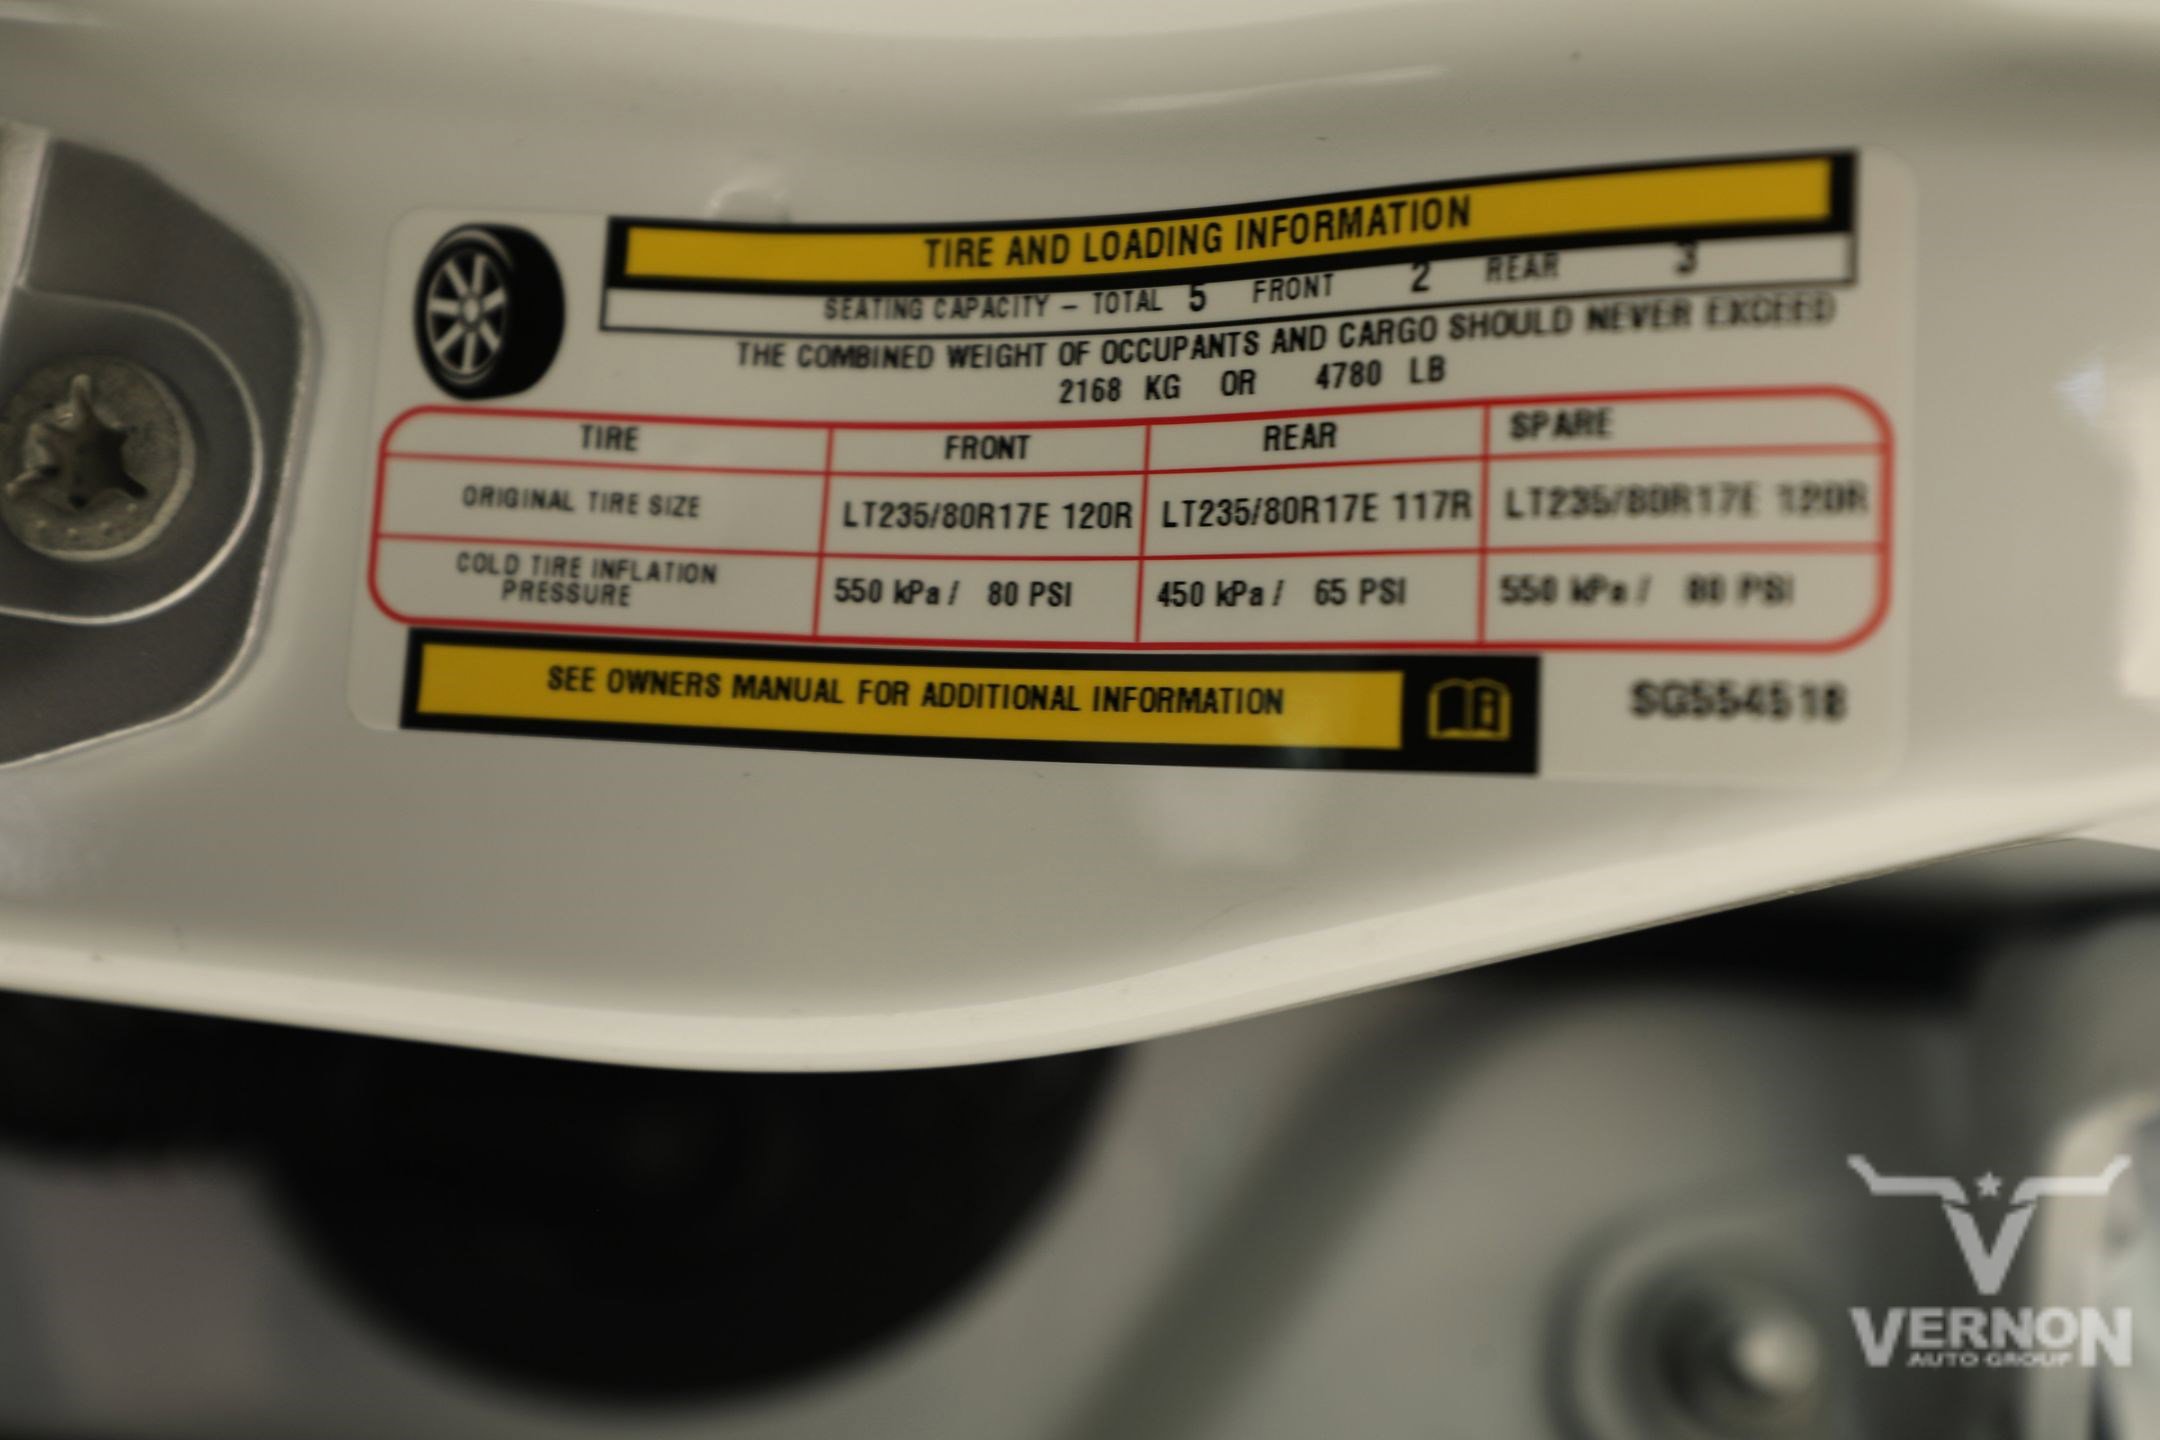 TIRE AND LOADING INFORMATION
SEATING CAPACITY – TOTAL 5 FRONT 2 REAR 3
THE COMBINED WEIGHT OF OCCUPANTS AND CARGO SHOULD NEVER EXCEED
2168 KG OR 4780 LB
TIRE FRONT REAR SPARE
ORIGINAL TIRE SIZE LT235/80R17E 120R LT235/80R17E 117R LT235/80R17E 120R
COLD TIRE INFLATION
PRESSURE 550 kPa / 80 PSI 450 kPa / 65 PSI 550 kPa / 80 PSI
SEE OWNERS MANUAL FOR ADDITIONAL INFORMATION
SG554518
VERNON
AUTO GROUP